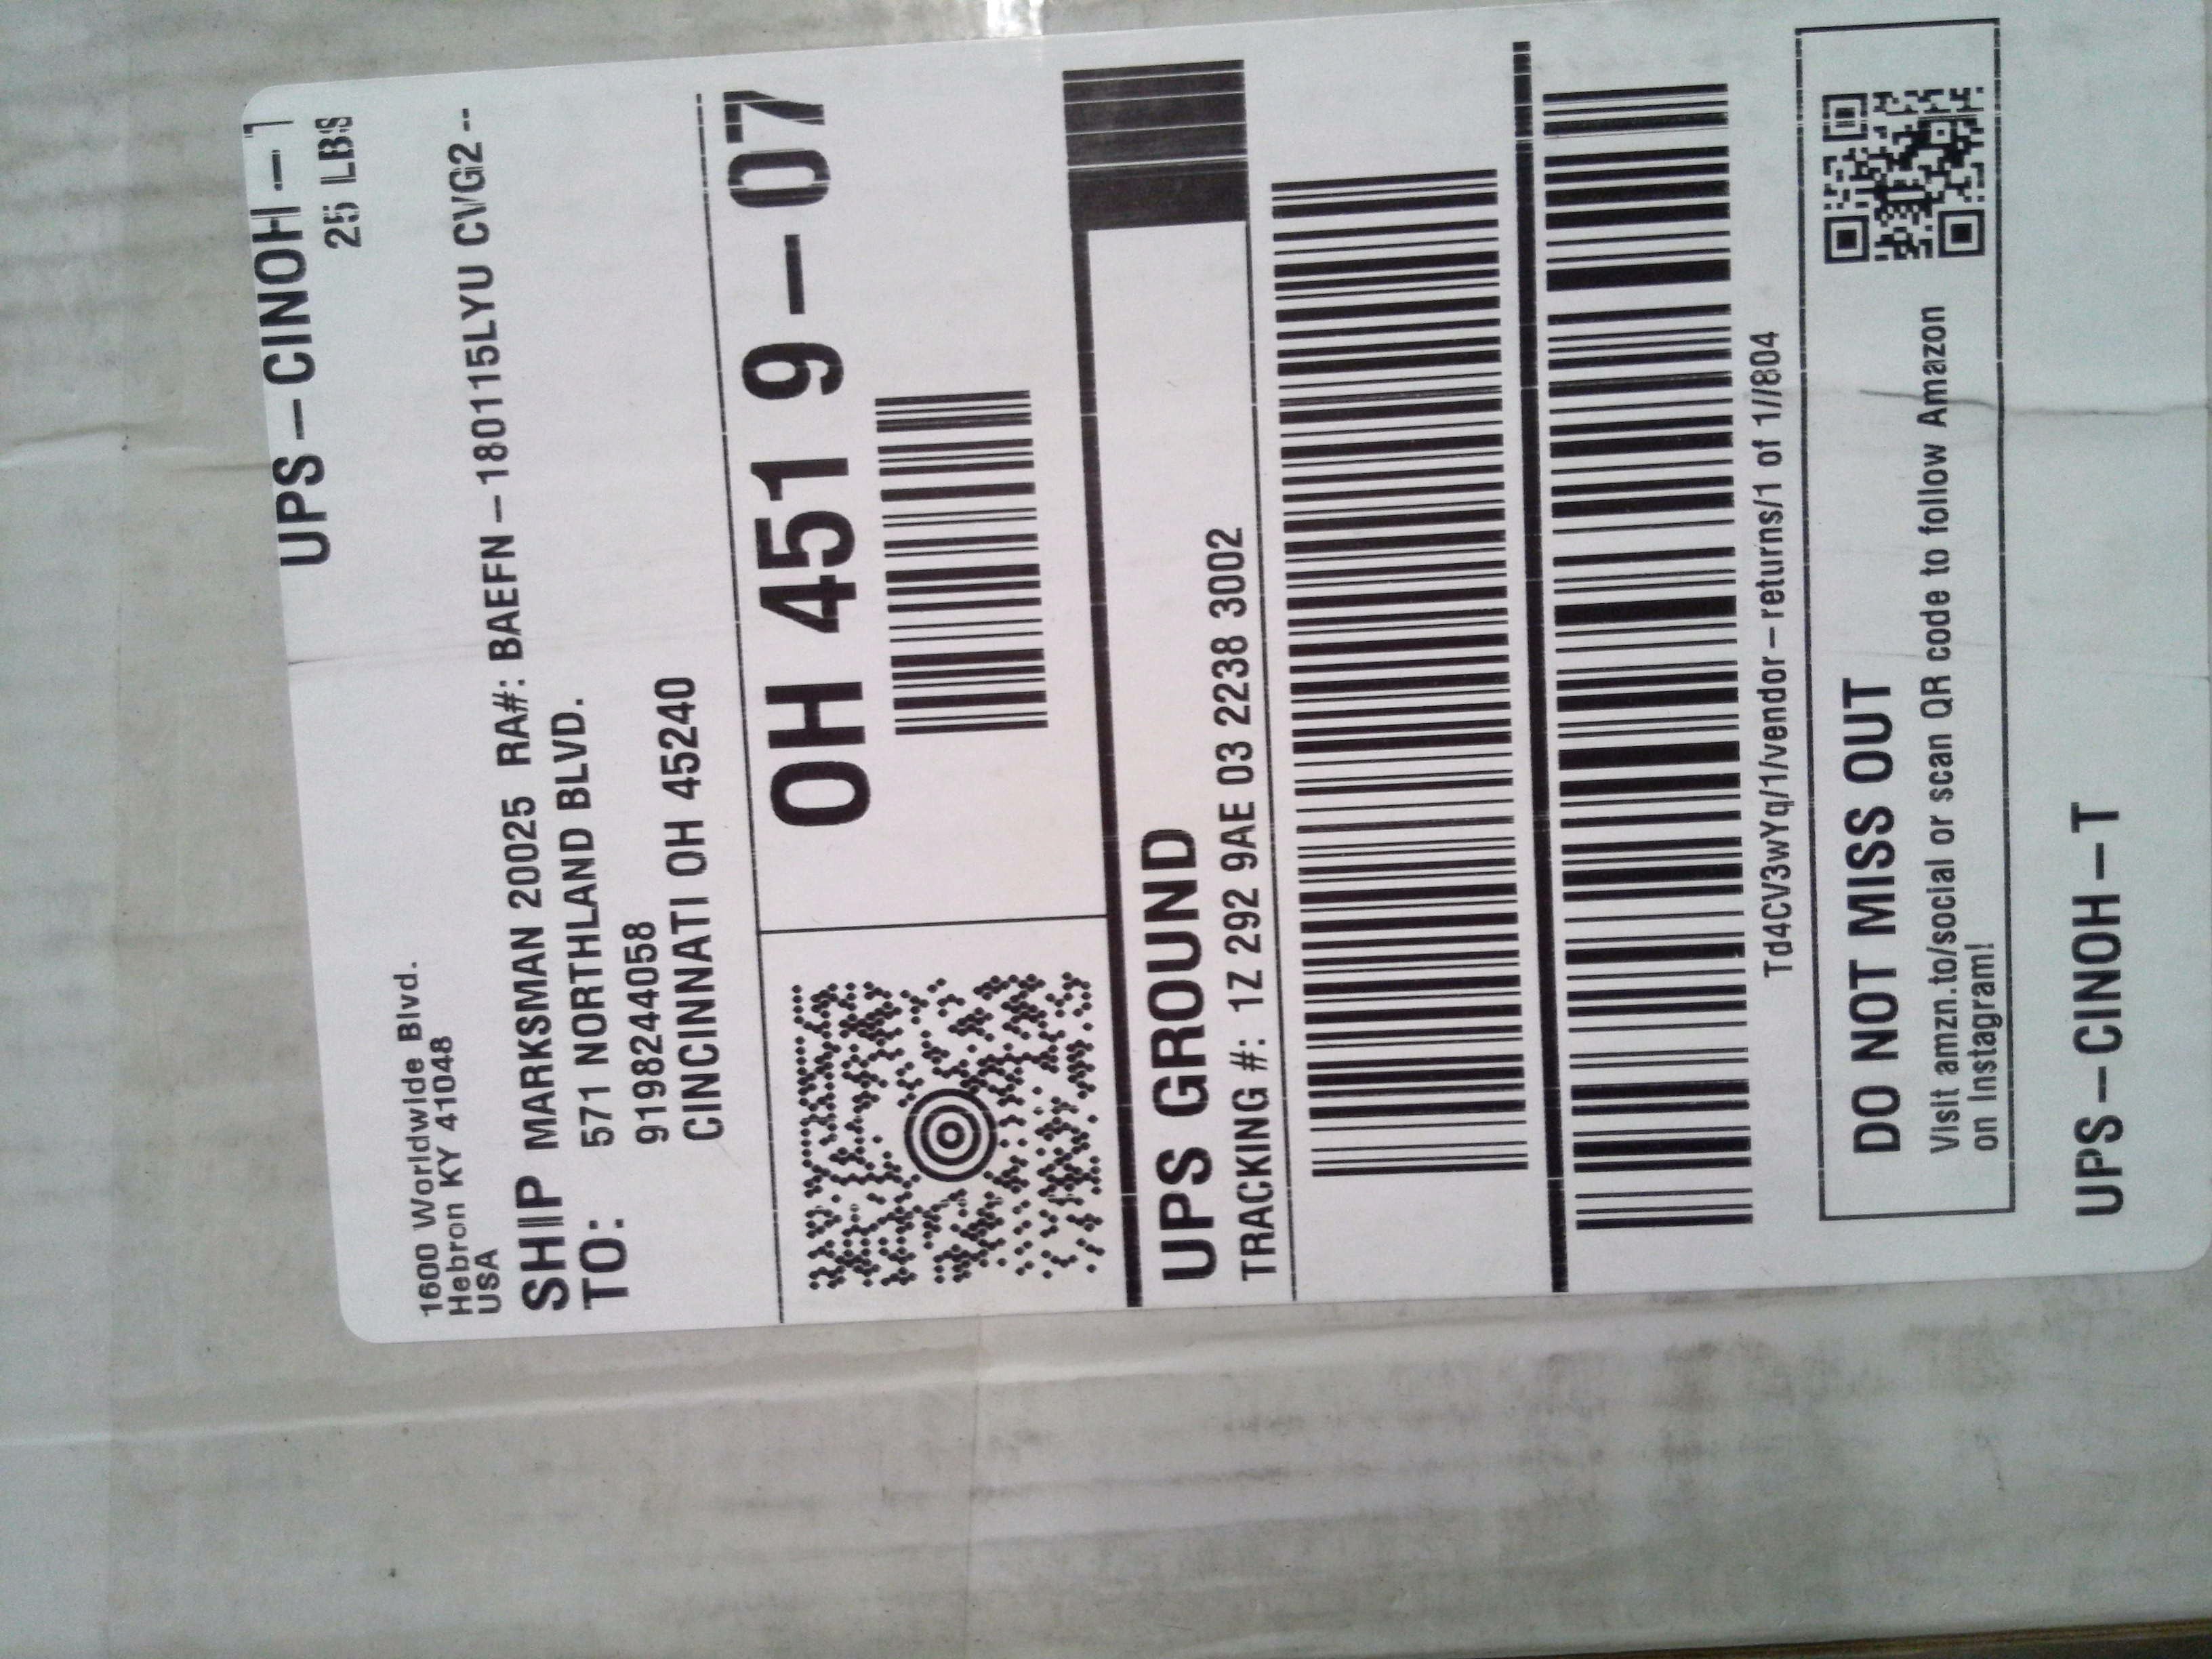 UPS-CINOH-T
25 LBS
1600 Worldwide Blvd.
Hebron KY 41048
USA
SHIP TO:
MARKSMAN 20025 RA#: BAEFN-180115LYU CVG2--
571 NORTHLAND BLVD.
9198244058
CINCINNATI OH 45240
OH 451 9-07
UPS GROUND
TRACKING #: 1Z 292 9AE 03 2238 3002
Td4CV3wYq/1/vendor-returns/1 of 1//804
DO NOT MISS OUT
Visit amzn.to/social or scan QR code to follow Amazon
on Instagram!
UPS-CINOH-T